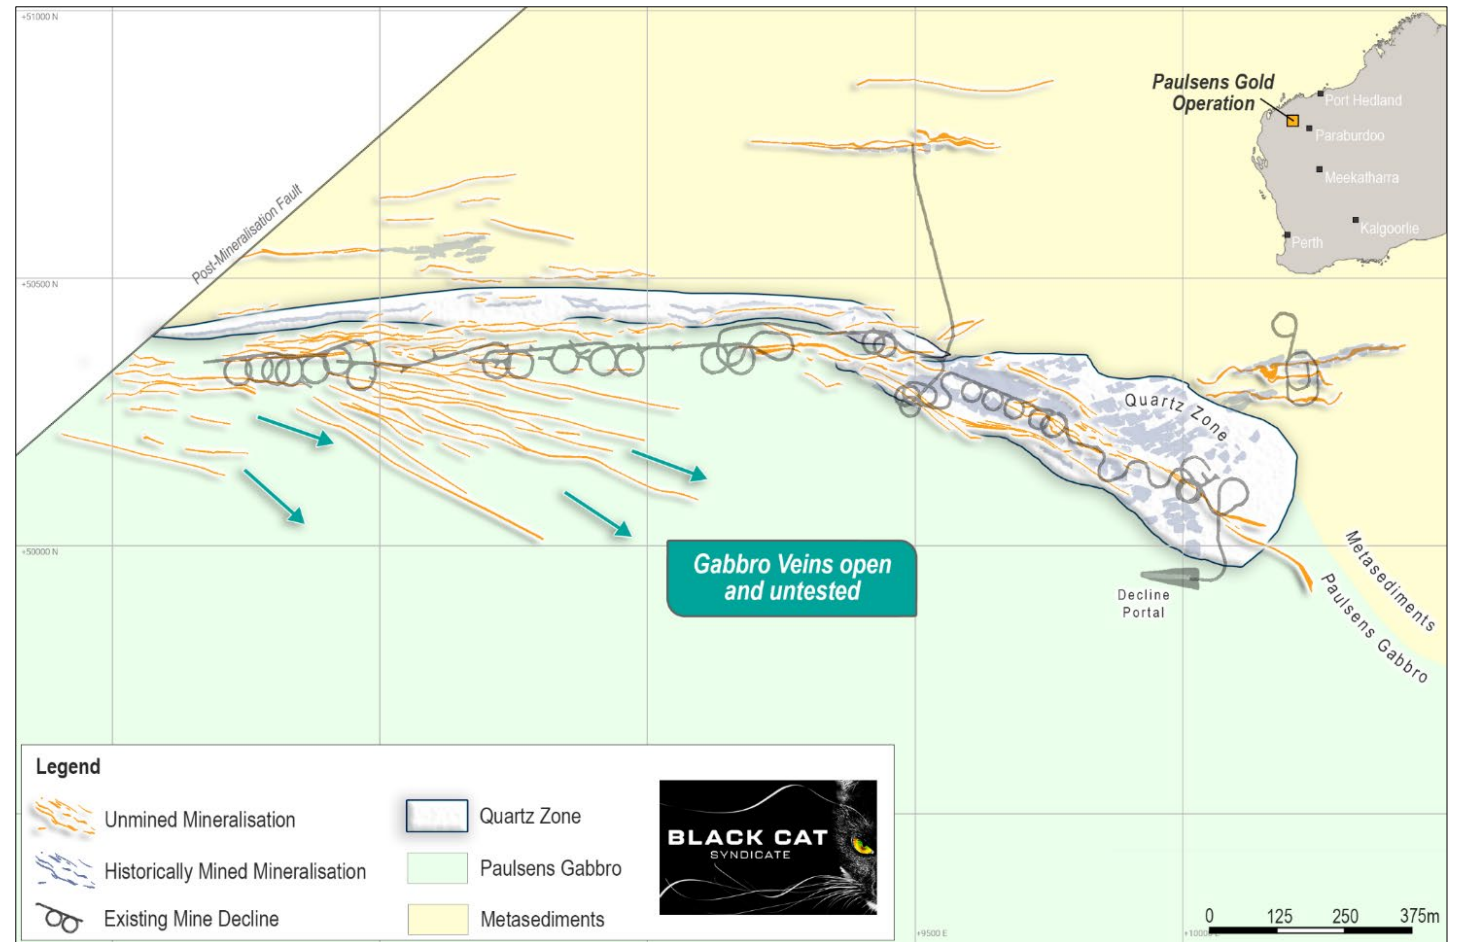 +51000 N
Paulsens Gold
Operation
Port Hedland
Paraburdoo
Meekatharra
Kalgoorlie
Perth
Post-Mineralisation Fault
+50500 N
Quartz Zone
+50000 N
Gabbro Veins open
and untested
Decline
Portal
Metasediments
Paulsens Gabbro
Legend
Unmined Mineralisation
Historically Mined Mineralisation
Existing Mine Decline
Quartz Zone
Paulsens Gabbro
Metasediments
BLACK CAT
SYNDICATE
+9500 E
0 125 250 375m